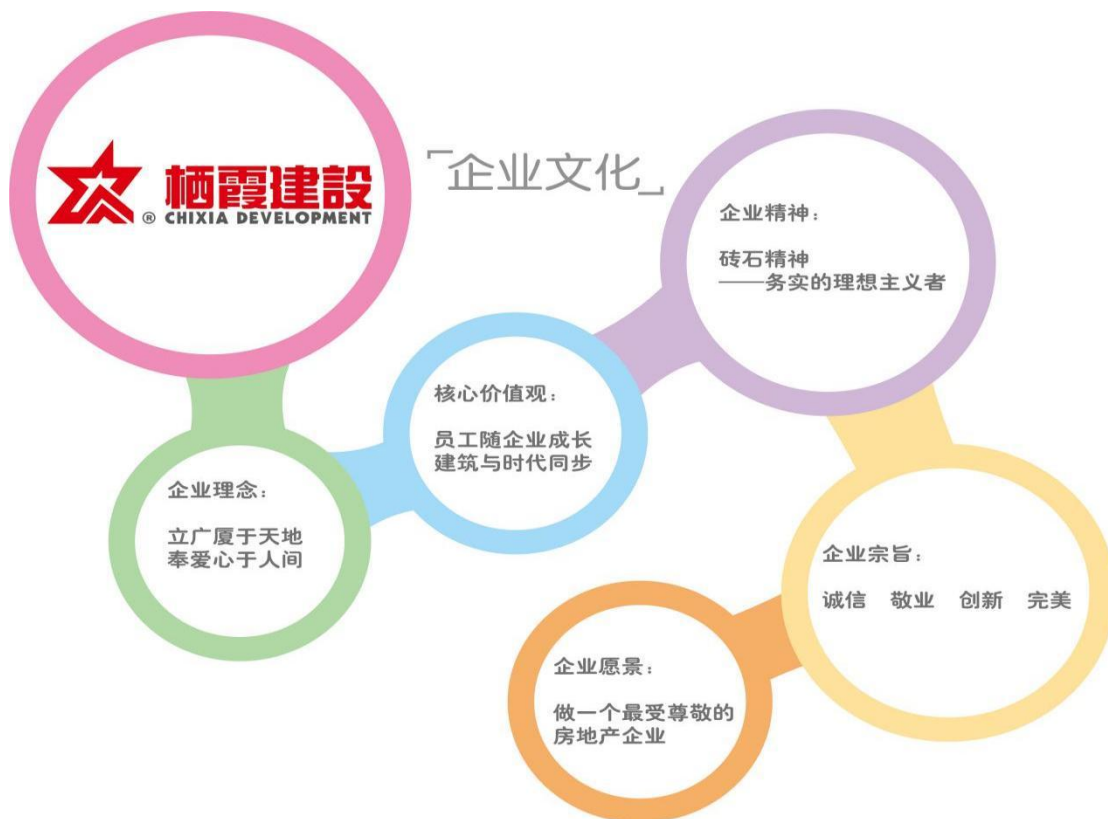 栖霞建設
® CHIXIA DEVELOPMENT
「企业文化」
企业理念：
立广厦于天地
奉爱心于人间
核心价值观：
员工随企业成长
建筑与时代同步
企业精神：
砖石精神
——务实的理想主义者
企业宗旨：
诚信 敬业 创新 完美
企业愿景：
做一个最受尊敬的
房地产企业